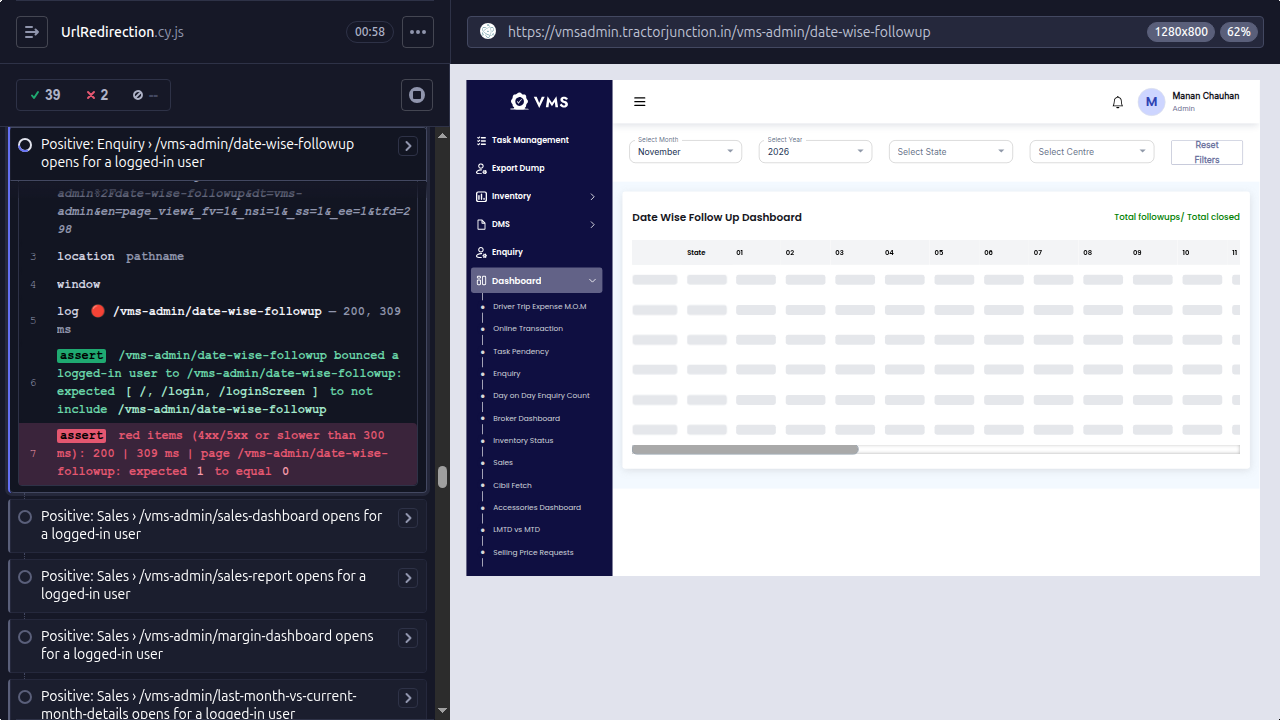 UrlRedirection.cy.js
00:58
39
2
--
Positive: Enquiry › /vms-admin/date-wise-followup
opens for a logged-in user
admin%2Fdate-wise-followup&dt=vms-
admin&en=page_view&_fv=1&_nsi=1&_ss=1&_ee=1&tfd=2
98
3 location pathname
4 window
5 log 🔴 /vms-admin/date-wise-followup — 200, 309
ms
6 assert /vms-admin/date-wise-followup bounced a
logged-in user to /vms-admin/date-wise-followup:
expected [ /, /login, /loginScreen ] to not
include /vms-admin/date-wise-followup
7 assert red items (4xx/5xx or slower than 300
ms): 200 | 309 ms | page /vms-admin/date-wise-
followup: expected 1 to equal 0
Positive: Sales › /vms-admin/sales-dashboard opens for
a logged-in user
Positive: Sales › /vms-admin/sales-report opens for a
logged-in user
Positive: Sales › /vms-admin/margin-dashboard opens
for a logged-in user
Positive: Sales › /vms-admin/last-month-vs-current-
month-details opens for a logged-in user
https://vmsadmin.tractorjunction.in/vms-admin/date-wise-followup
1280x800
62%
VMS
Task Management
Export Dump
Inventory
DMS
Enquiry
Dashboard
Driver Trip Expense M.O.M
Online Transaction
Task Pendency
Enquiry
Day on Day Enquiry Count
Broker Dashboard
Inventory Status
Sales
Cibil Fetch
Accessories Dashboard
LMTD vs MTD
Selling Price Requests
M
Manan Chauhan
Admin
Select Month
November
Select Year
2026
Select State
Select Centre
Reset
Filters
Date Wise Follow Up Dashboard
Total followups/ Total closed
State 01 02 03 04 05 06 07 08 09 10 11